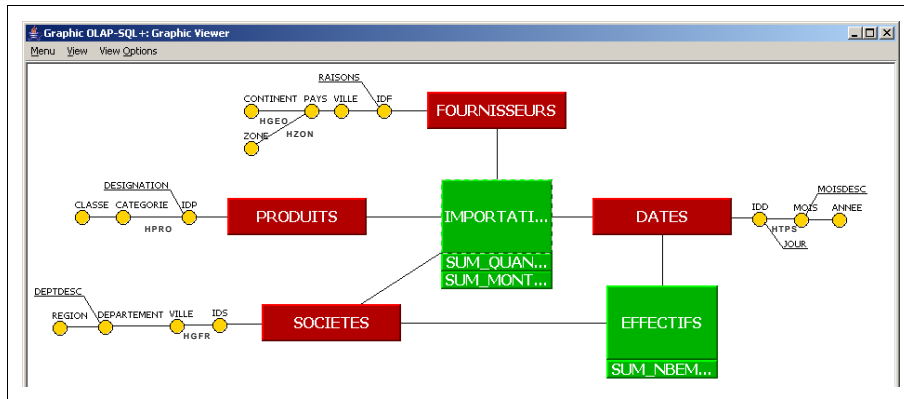 Graphic OLAP-SQL+: Graphic Viewer
Menu View View Options
RAISONS
CONTINENT PAYS VILLE IDF
FOURNISSEURS
HGEO
ZONE HZON
DESIGNATION
CLASSE CATEGORIE IDP
HPRO
PRODUITS
IMPORTATI...
SUM_QUAN...
SUM_MONT...
DATES
MOISDESC
IDD MOIS ANNEE
HTPS
JOUR
DEPTDESC
REGION DEPARTEMENT VILLE IDS
HGFR
SOCIETES
EFFECTIFS
SUM_NBEM...